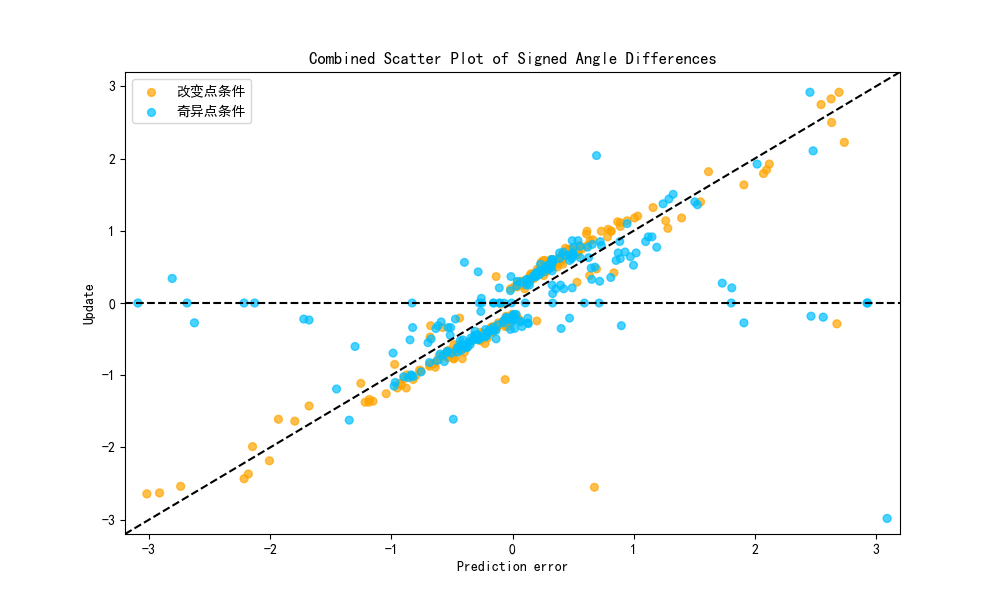 Combined Scatter Plot of Signed Angle Differences
改变点条件
奇异点条件
Update
3
2
1
0
−1
−2
−3
−3
−2
−1
0
1
2
3
Prediction error